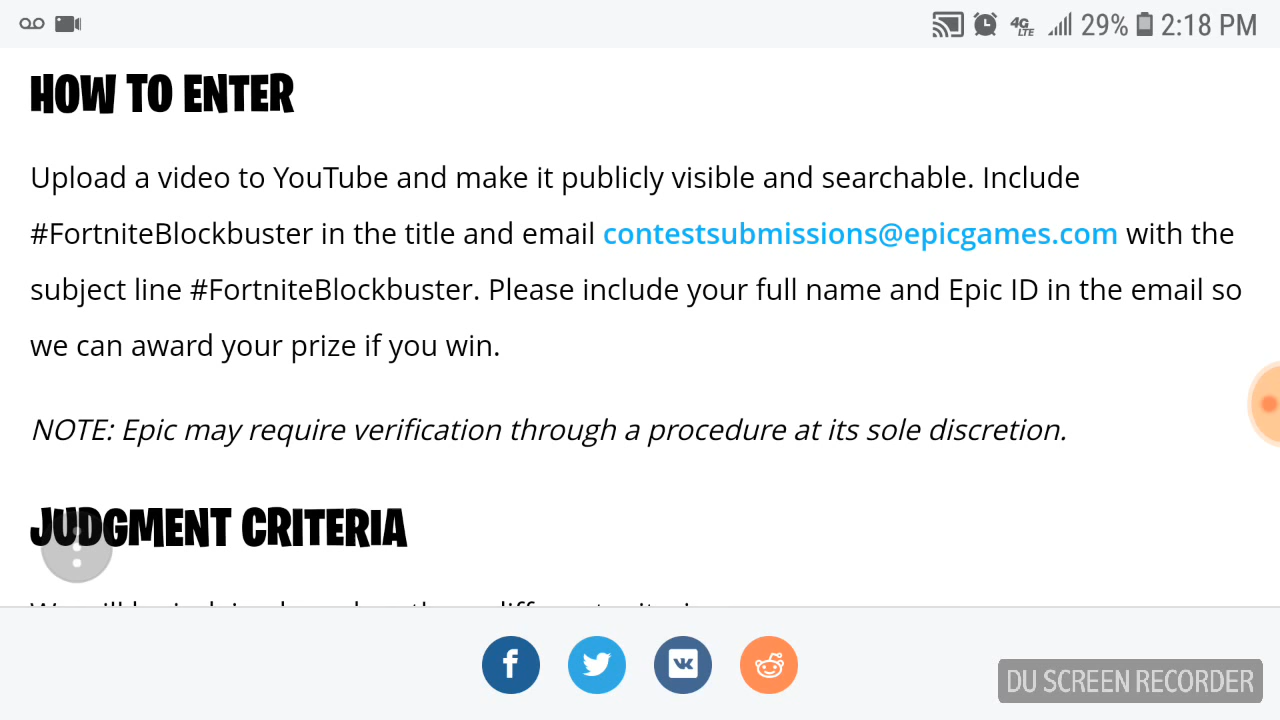 4G LTE 29% 2:18 PM
HOW TO ENTER
Upload a video to YouTube and make it publicly visible and searchable. Include
#FortniteBlockbuster in the title and email contestsubmissions@epicgames.com with the
subject line #FortniteBlockbuster. Please include your full name and Epic ID in the email so
we can award your prize if you win.
NOTE: Epic may require verification through a procedure at its sole discretion.
JUDGMENT CRITERIA
DU SCREEN RECORDER